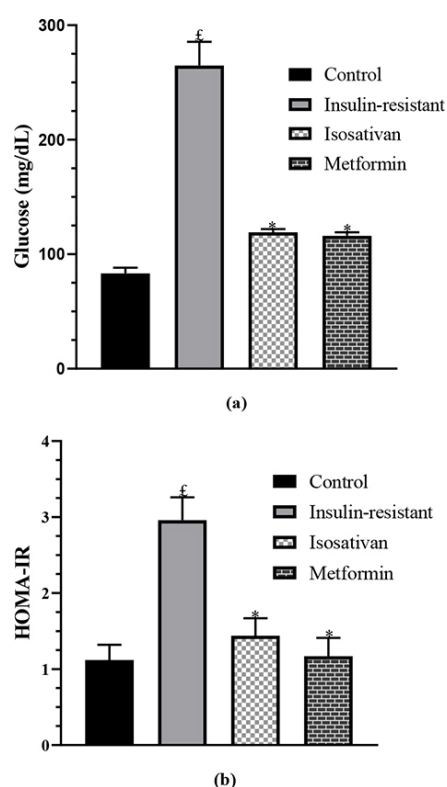 300
200
100
0
Glucose (mg/dL)
£
*
*
Control
Insulin-resistant
Isosativan
Metformin
(a)
4
3
2
1
0
HOMA-IR
£
*
*
Control
Insulin-resistant
Isosativan
Metformin
(b)